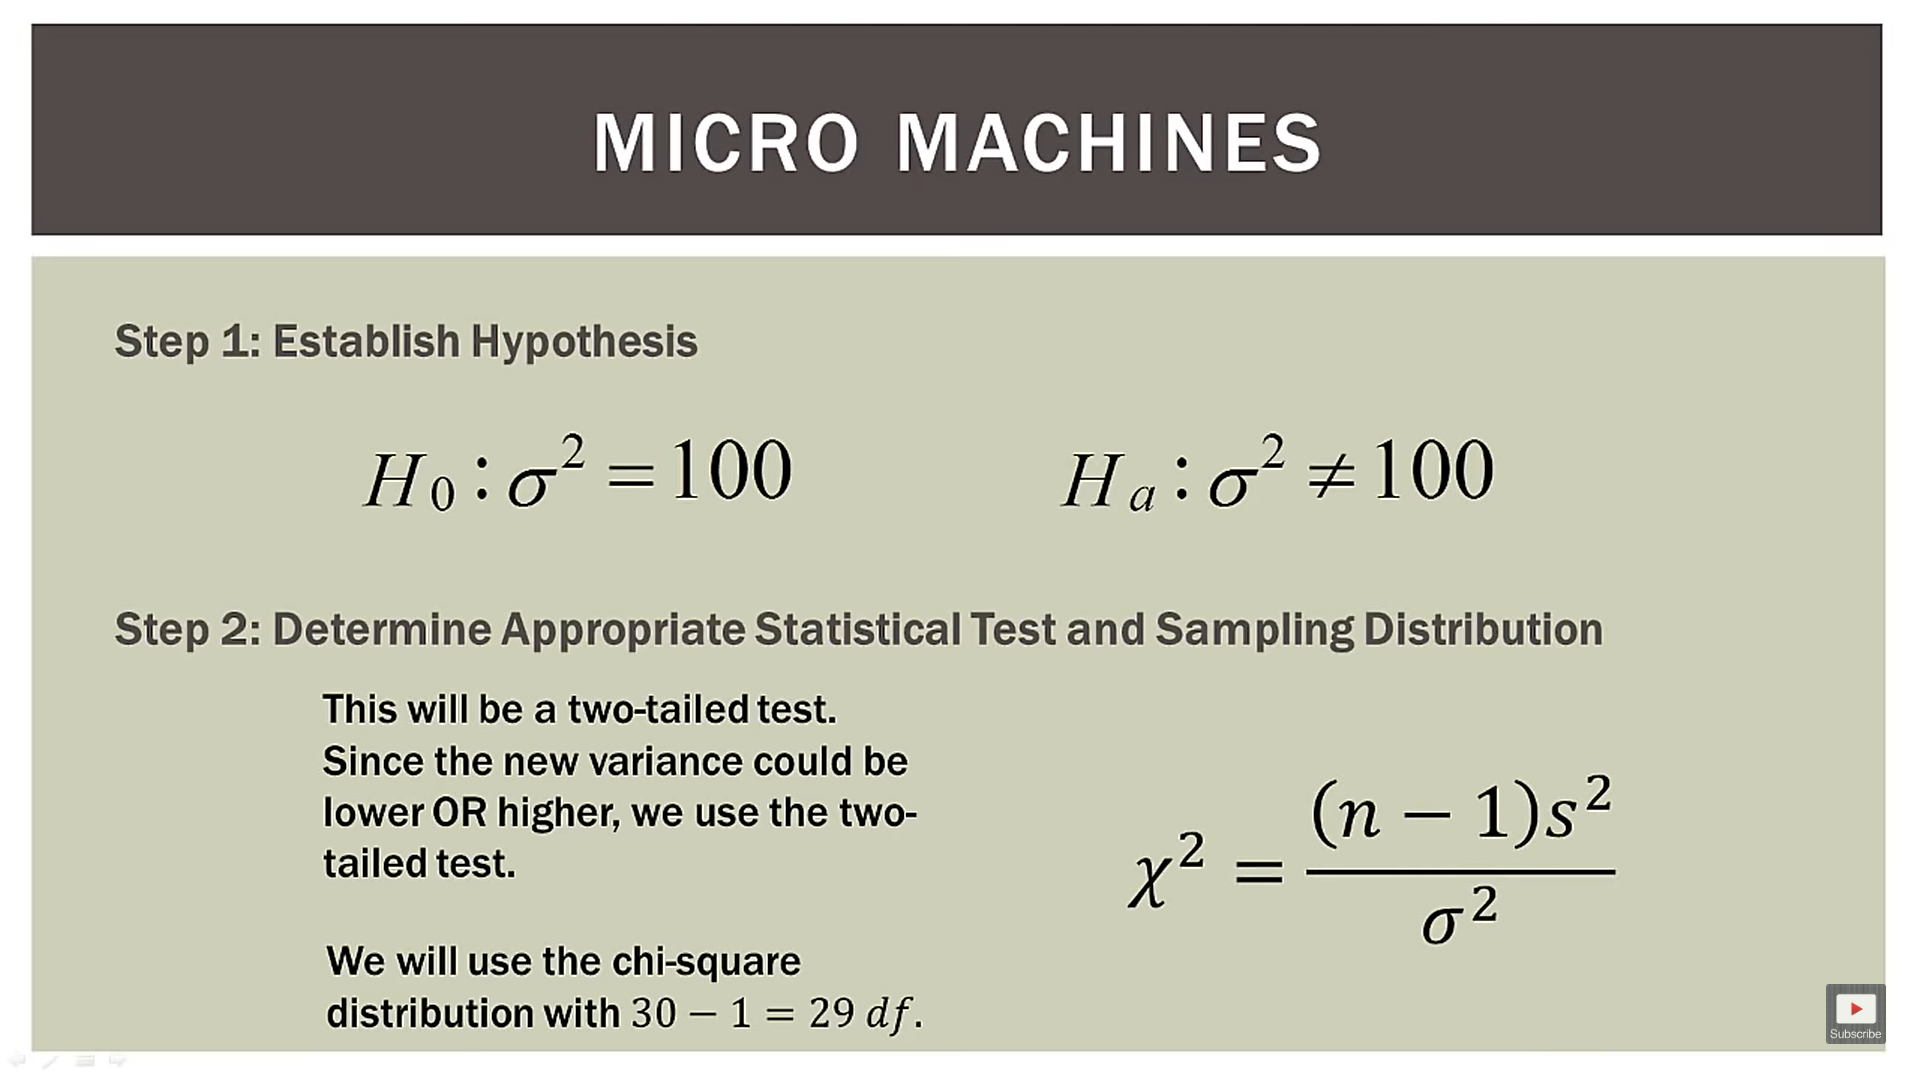 MICRO MACHINES
Step 1: Establish Hypothesis
H₀ : σ² = 100
Hₐ : σ² ≠ 100
Step 2: Determine Appropriate Statistical Test and Sampling Distribution
This will be a two-tailed test.
Since the new variance could be
lower OR higher, we use the two-
tailed test.
χ² = (n − 1)s² / σ²
We will use the chi-square
distribution with 30 − 1 = 29 df.
Subscribe